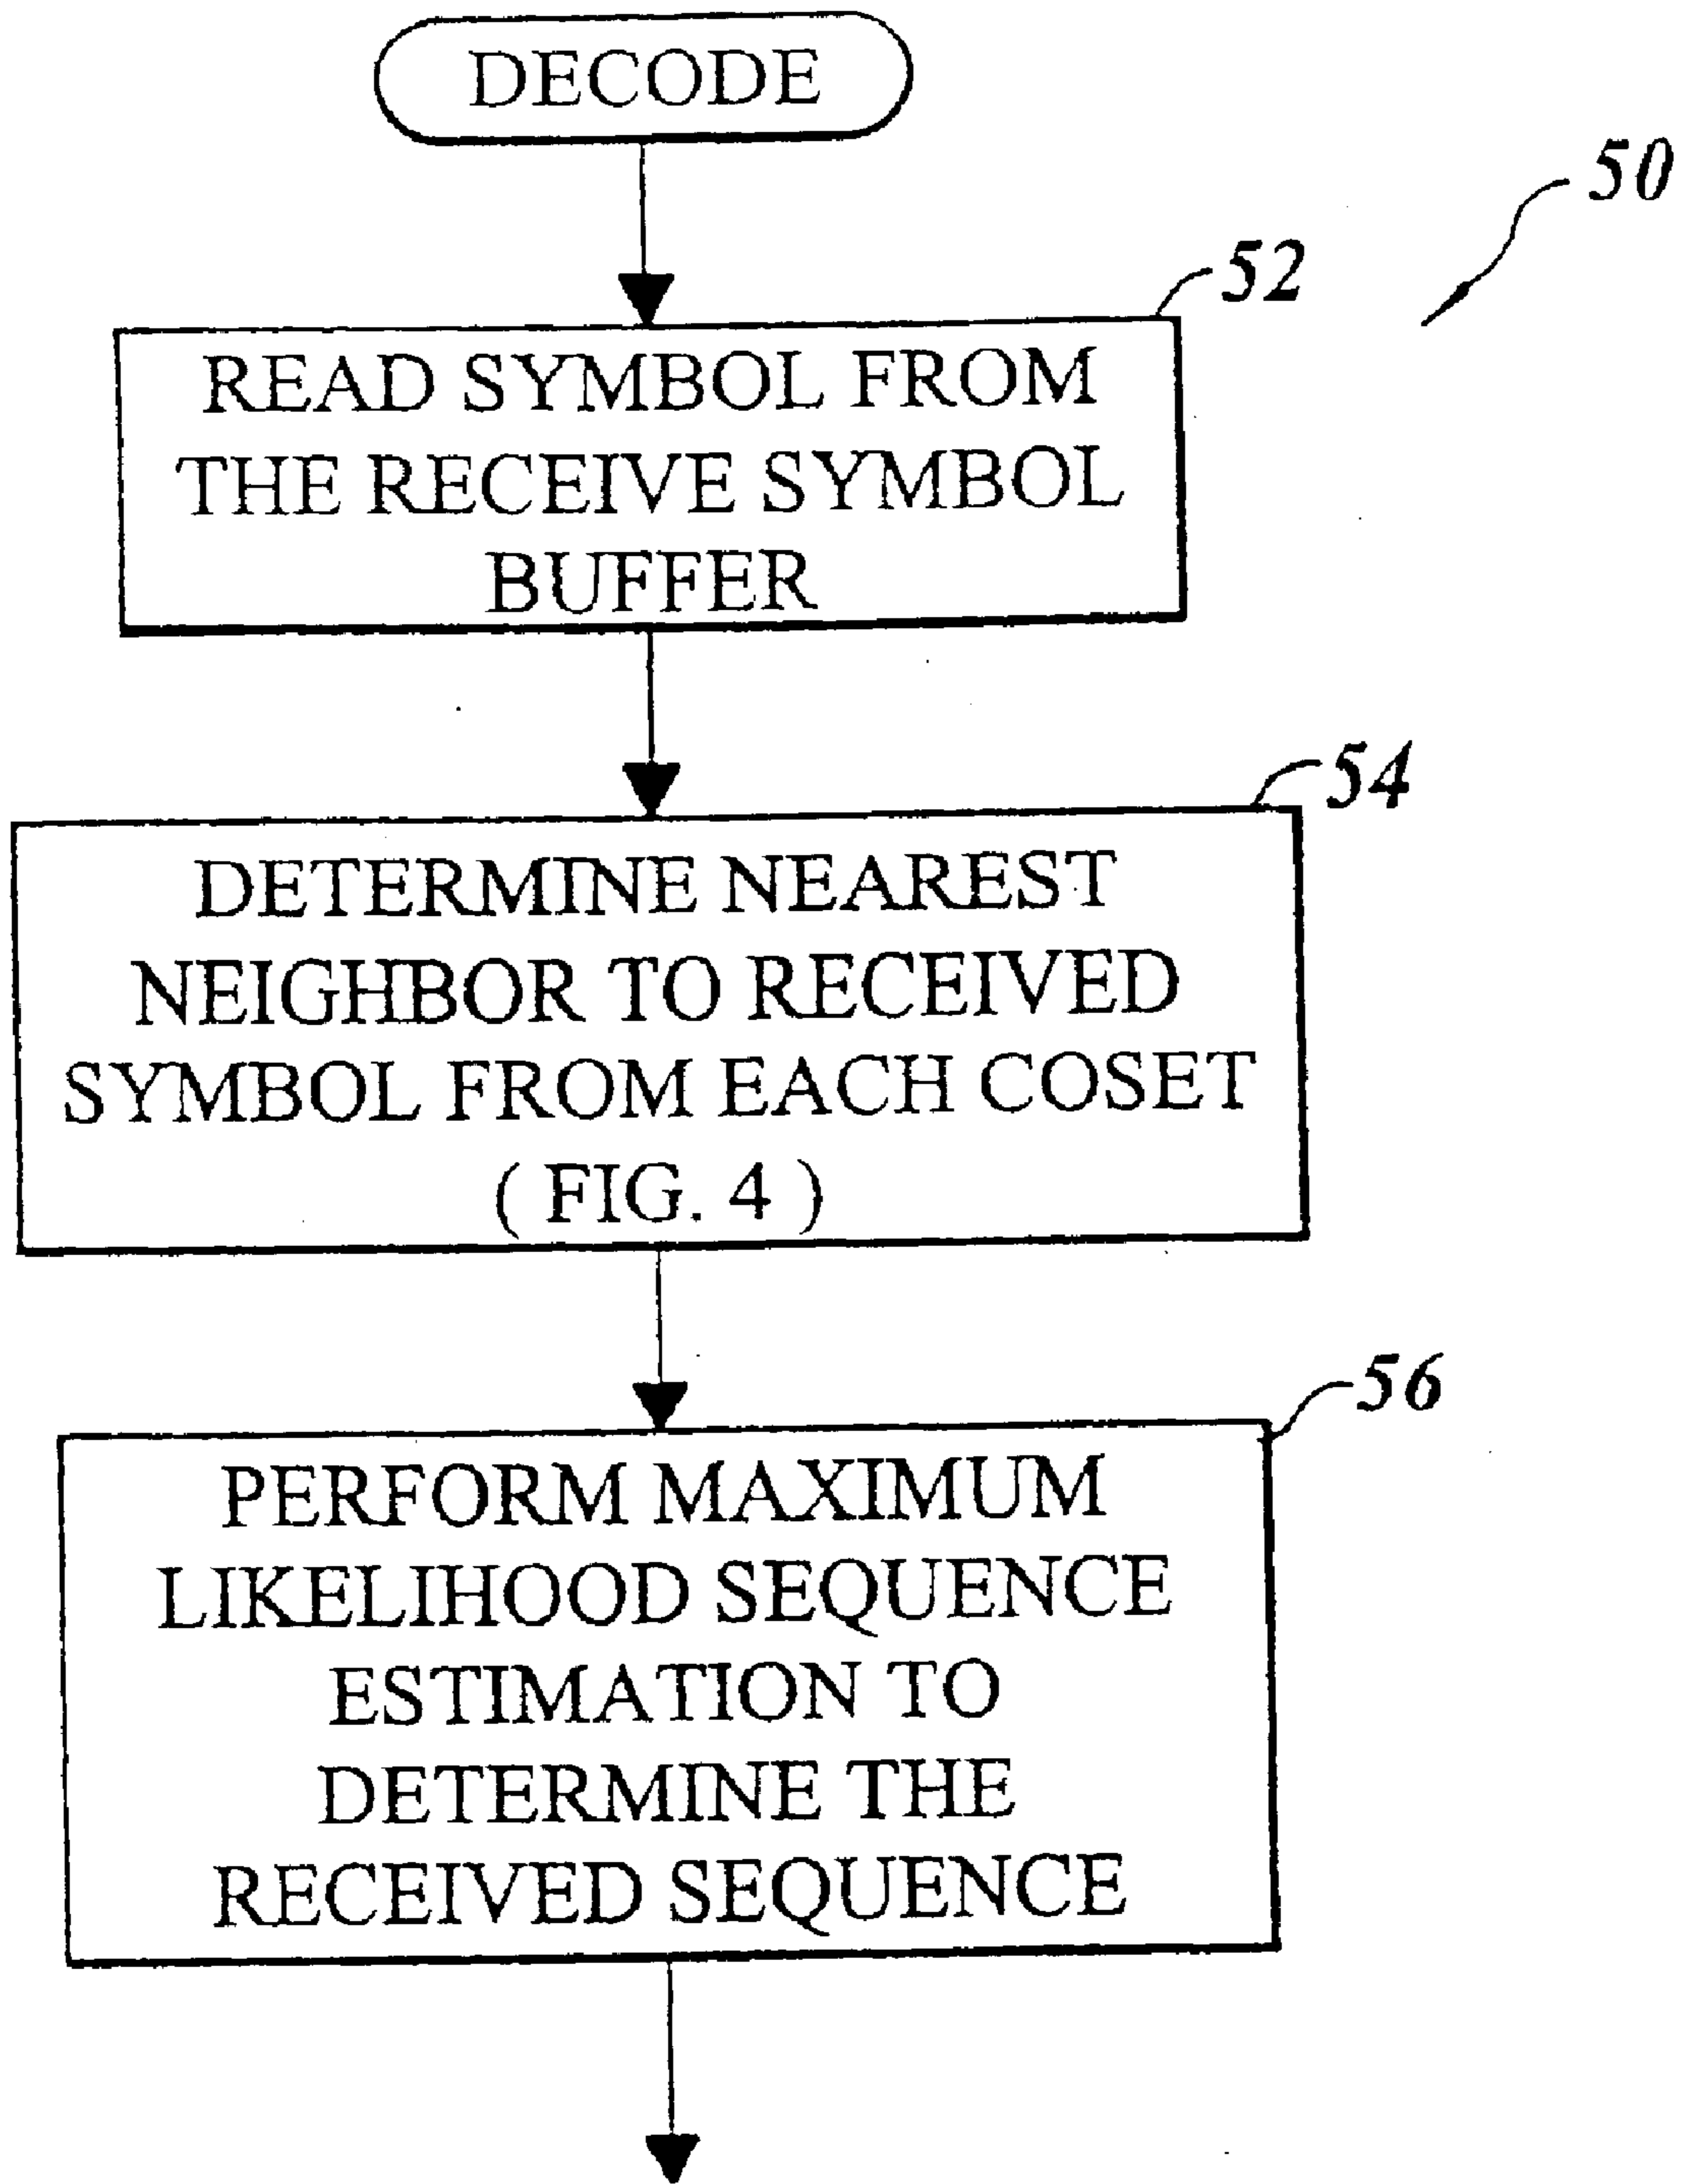 DECODE
50
52
READ SYMBOL FROM
THE RECEIVE SYMBOL
BUFFER
54
DETERMINE NEAREST
NEIGHBOR TO RECEIVED
SYMBOL FROM EACH COSET
( FIG. 4 )
56
PERFORM MAXIMUM
LIKELIHOOD SEQUENCE
ESTIMATION TO
DETERMINE THE
RECEIVED SEQUENCE